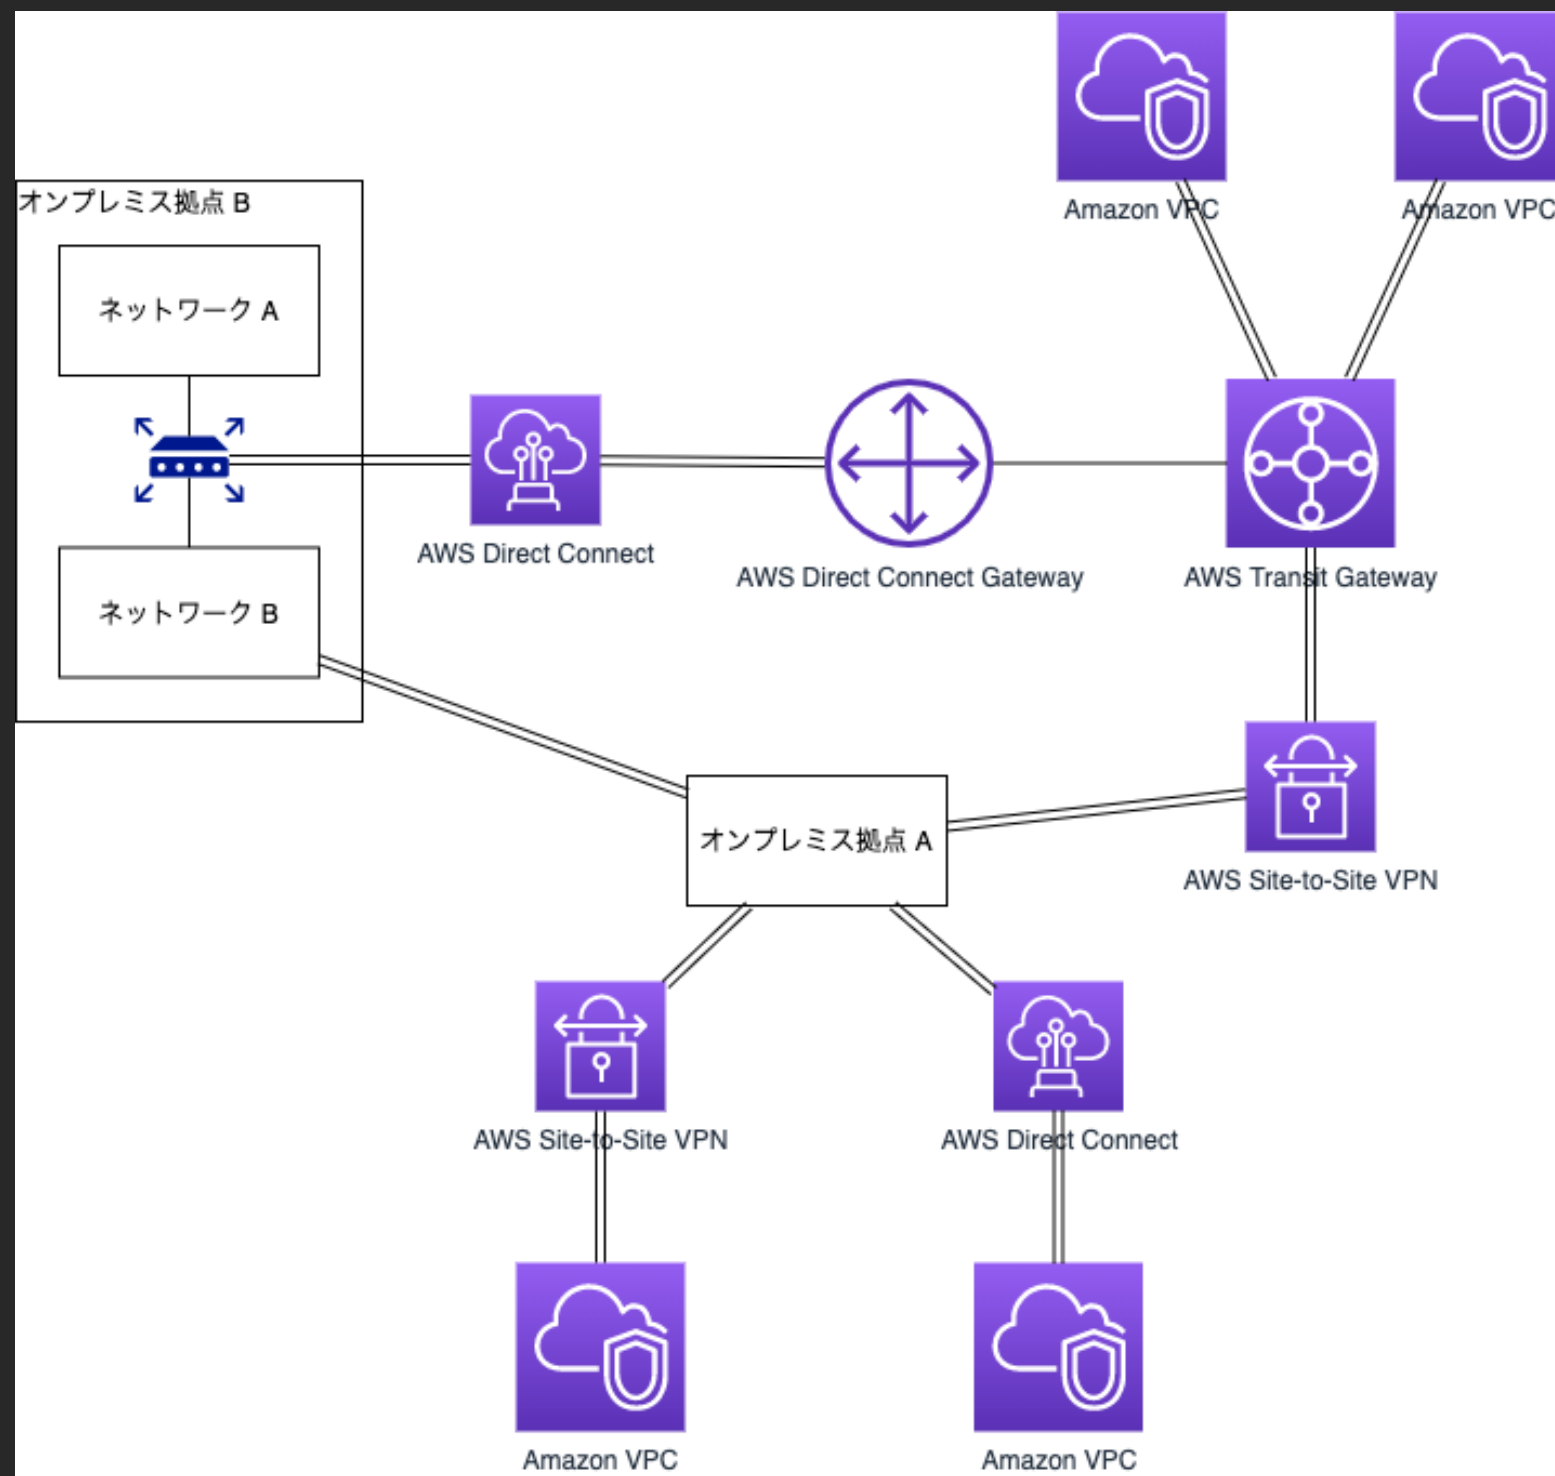 Amazon VPC
Amazon VPC
オンプレミス拠点 B
ネットワーク A
AWS Direct Connect
AWS Direct Connect Gateway
AWS Transit Gateway
ネットワーク B
オンプレミス拠点 A
AWS Site-to-Site VPN
AWS Site-to-Site VPN
AWS Direct Connect
Amazon VPC
Amazon VPC